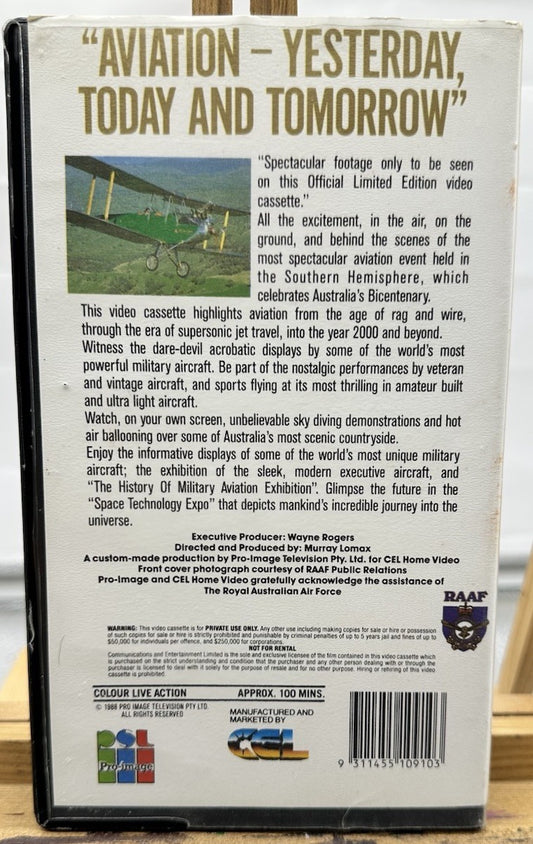 “AVIATION – YESTERDAY,
TODAY AND TOMORROW”
“Spectacular footage only to be seen
on this Official Limited Edition video
cassette.”
All the excitement, in the air, on the
ground, and behind the scenes of the
most spectacular aviation event held in
the Southern Hemisphere, which
celebrates Australia's Bicentenary.
This video cassette highlights aviation from the age of rag and wire,
through the era of supersonic jet travel, into the year 2000 and beyond.
Witness the dare-devil acrobatic displays by some of the world's most
powerful military aircraft. Be part of the nostalgic performances by veteran
and vintage aircraft, and sports flying at its most thrilling in amateur built
and ultra light aircraft.
Watch, on your own screen, unbelievable sky diving demonstrations and hot
air ballooning over some of Australia's most scenic countryside.
Enjoy the informative displays of some of the world's most unique military
aircraft; the exhibition of the sleek, modern executive aircraft, and
“The History Of Military Aviation Exhibition”. Glimpse the future in the
“Space Technology Expo” that depicts mankind's incredible journey into the
universe.
Executive Producer: Wayne Rogers
Directed and Produced by: Murray Lomax
A custom-made production by Pro-Image Television Pty. Ltd. for CEL Home Video
Front cover photograph courtesy of RAAF Public Relations
Pro-Image and CEL Home Video gratefully acknowledge the assistance of
The Royal Australian Air Force
RAAF
WARNING: This video cassette is for PRIVATE USE ONLY. Any other use including making copies for sale or hire or possession
of such copies for sale or hire is strictly prohibited and punishable by criminal penalties of up to 5 years jail and fines of up to
$50,000 for individuals per offence, and $250,000 for corporations.
NOT FOR RENTAL
Communications and Entertainment Limited is the sole and exclusive licensee of the film contained in this video cassette which
is purchased on the strict understanding and condition that the purchaser and any other person dealing with or through the
purchaser is licensed to deal with it solely for the purpose of resale and for no other purpose. Hiring or rehiring of this video
cassette is prohibited.
COLOUR LIVE ACTION APPROX. 100 MINS.
© 1988 PRO IMAGE TELEVISION PTY LTD.
ALL RIGHTS RESERVED
MANUFACTURED AND
MARKETED BY
PSL
Pro-Image
CEL
9 311455 109103